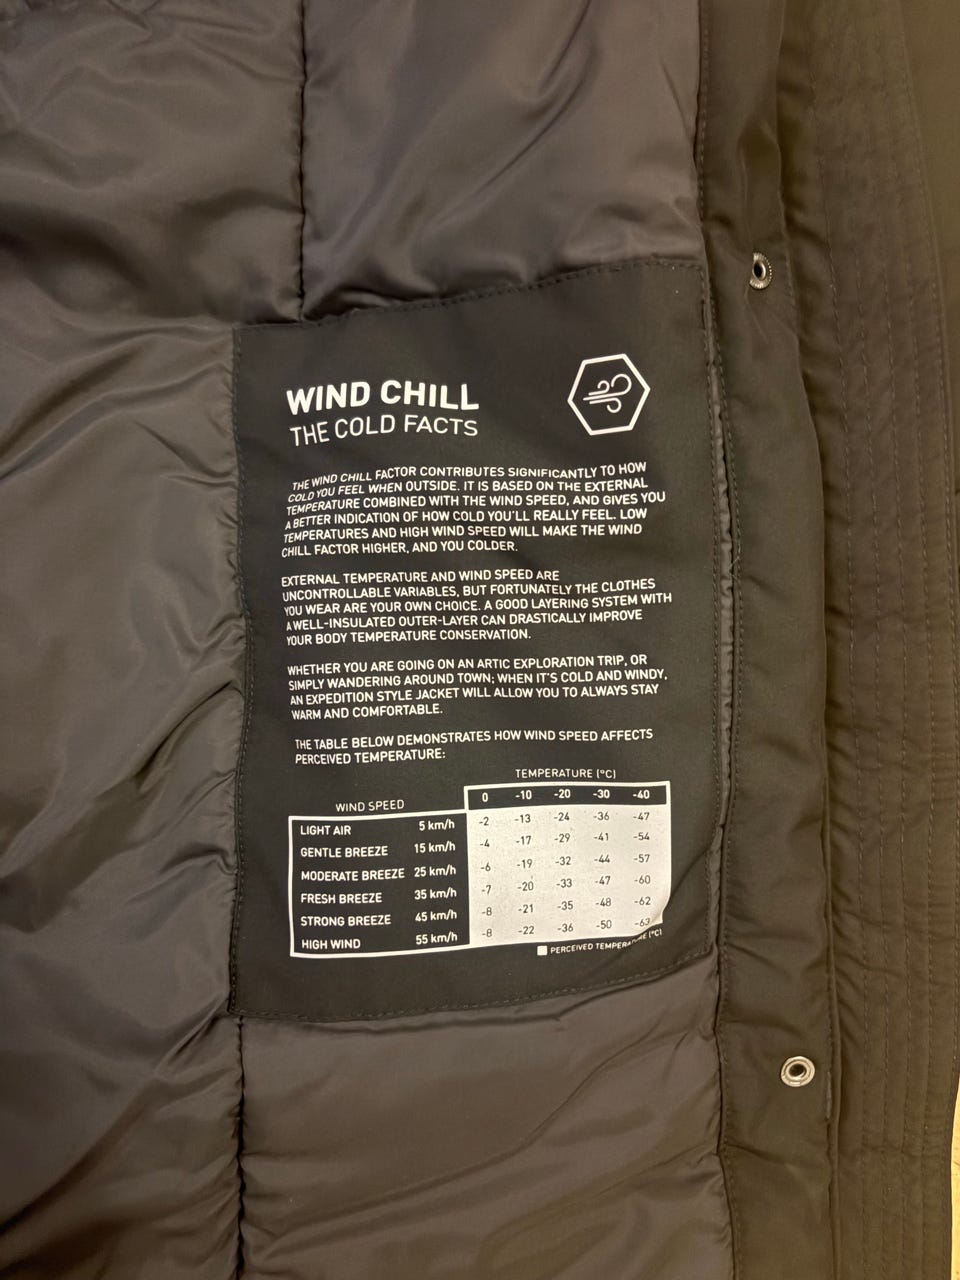 WIND CHILL
THE COLD FACTS
THE WIND CHILL FACTOR CONTRIBUTES SIGNIFICANTLY TO HOW
COLD YOU FEEL WHEN OUTSIDE. IT IS BASED ON THE EXTERNAL
TEMPERATURE COMBINED WITH THE WIND SPEED, AND GIVES YOU
A BETTER INDICATION OF HOW COLD YOU'LL REALLY FEEL. LOW
TEMPERATURES AND HIGH WIND SPEED WILL MAKE THE WIND
CHILL FACTOR HIGHER, AND YOU COLDER.
EXTERNAL TEMPERATURE AND WIND SPEED ARE
UNCONTROLLABLE VARIABLES, BUT FORTUNATELY THE CLOTHES
YOU WEAR ARE YOUR OWN CHOICE. A GOOD LAYERING SYSTEM WITH
A WELL-INSULATED OUTER-LAYER CAN DRASTICALLY IMPROVE
YOUR BODY TEMPERATURE CONSERVATION.
WHETHER YOU ARE GOING ON AN ARTIC EXPLORATION TRIP, OR
SIMPLY WANDERING AROUND TOWN; WHEN IT'S COLD AND WINDY,
AN EXPEDITION STYLE JACKET WILL ALLOW YOU TO ALWAYS STAY
WARM AND COMFORTABLE.
THE TABLE BELOW DEMONSTRATES HOW WIND SPEED AFFECTS
PERCEIVED TEMPERATURE:
TEMPERATURE (°C)
WIND SPEED 0 -10 -20 -30 -40
LIGHT AIR 5 km/h -2 -13 -24 -36 -47
GENTLE BREEZE 15 km/h -4 -17 -29 -41 -54
MODERATE BREEZE 25 km/h -6 -19 -32 -44 -57
FRESH BREEZE 35 km/h -7 -20 -33 -47 -60
STRONG BREEZE 45 km/h -8 -21 -35 -48 -62
HIGH WIND 55 km/h -8 -22 -36 -50 -63
PERCEIVED TEMPERATURE (°C)